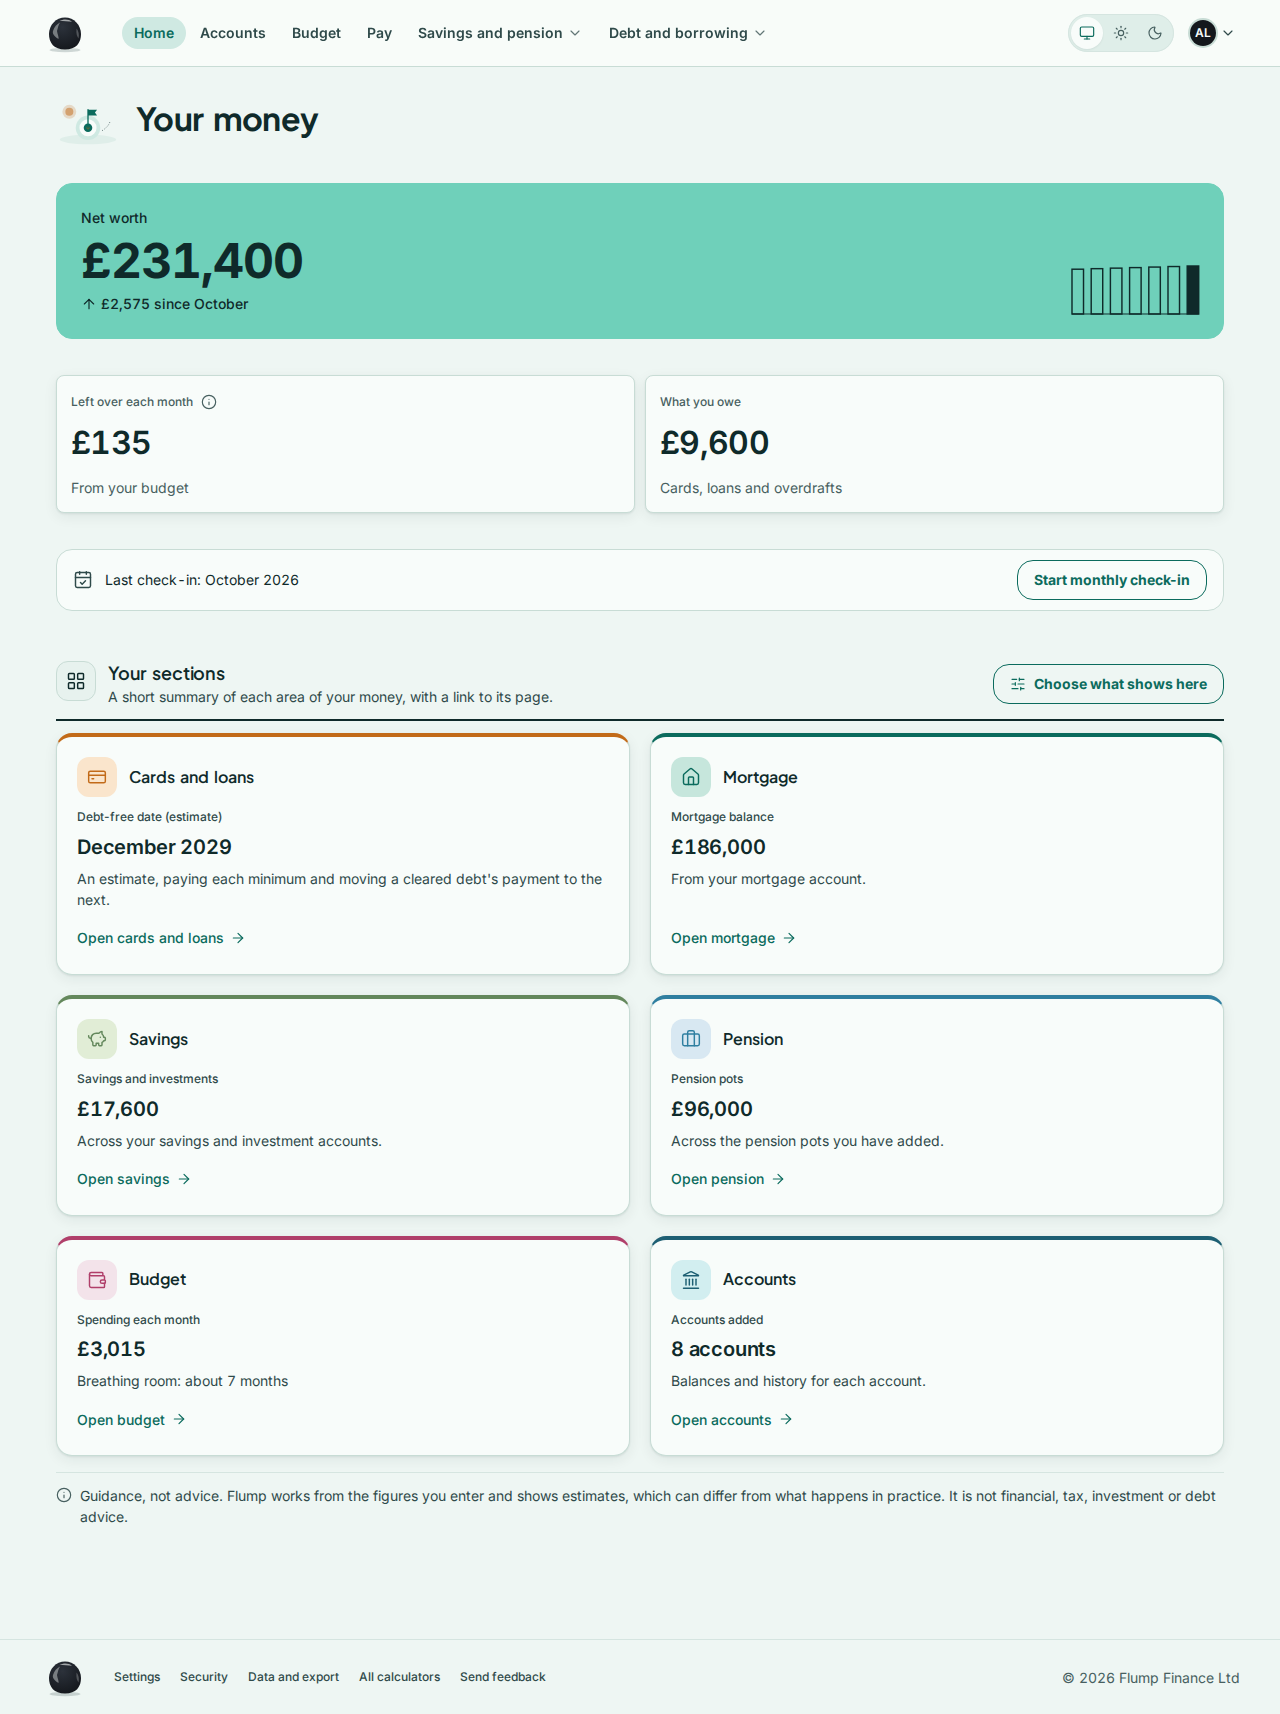 Home Accounts Budget Pay Savings and pension Debt and borrowing AL
Your money
Net worth
£231,400
↑ £2,575 since October
Left over each month
£135
From your budget
What you owe
£9,600
Cards, loans and overdrafts
Last check-in: October 2026
Start monthly check-in
Your sections
A short summary of each area of your money, with a link to its page.
Choose what shows here
Cards and loans
Debt-free date (estimate)
December 2029
An estimate, paying each minimum and moving a cleared debt's payment to the
next.
Open cards and loans →
Mortgage
Mortgage balance
£186,000
From your mortgage account.
Open mortgage →
Savings
Savings and investments
£17,600
Across your savings and investment accounts.
Open savings →
Pension
Pension pots
£96,000
Across the pension pots you have added.
Open pension →
Budget
Spending each month
£3,015
Breathing room: about 7 months
Open budget →
Accounts
Accounts added
8 accounts
Balances and history for each account.
Open accounts →
Guidance, not advice. Flump works from the figures you enter and shows estimates, which can differ from what happens in practice. It is not financial, tax, investment or debt
advice.
Settings Security Data and export All calculators Send feedback
© 2026 Flump Finance Ltd